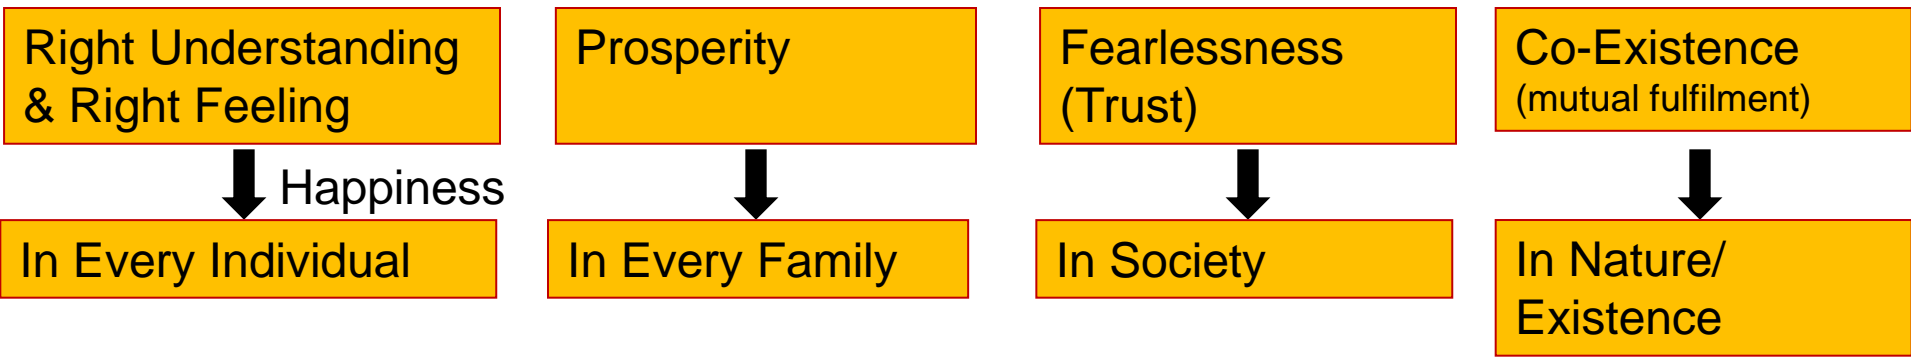 Right Understanding
& Right Feeling
Happiness
In Every Individual
Prosperity
In Every Family
Fearlessness
(Trust)
In Society
Co-Existence
(mutual fulfilment)
In Nature/
Existence